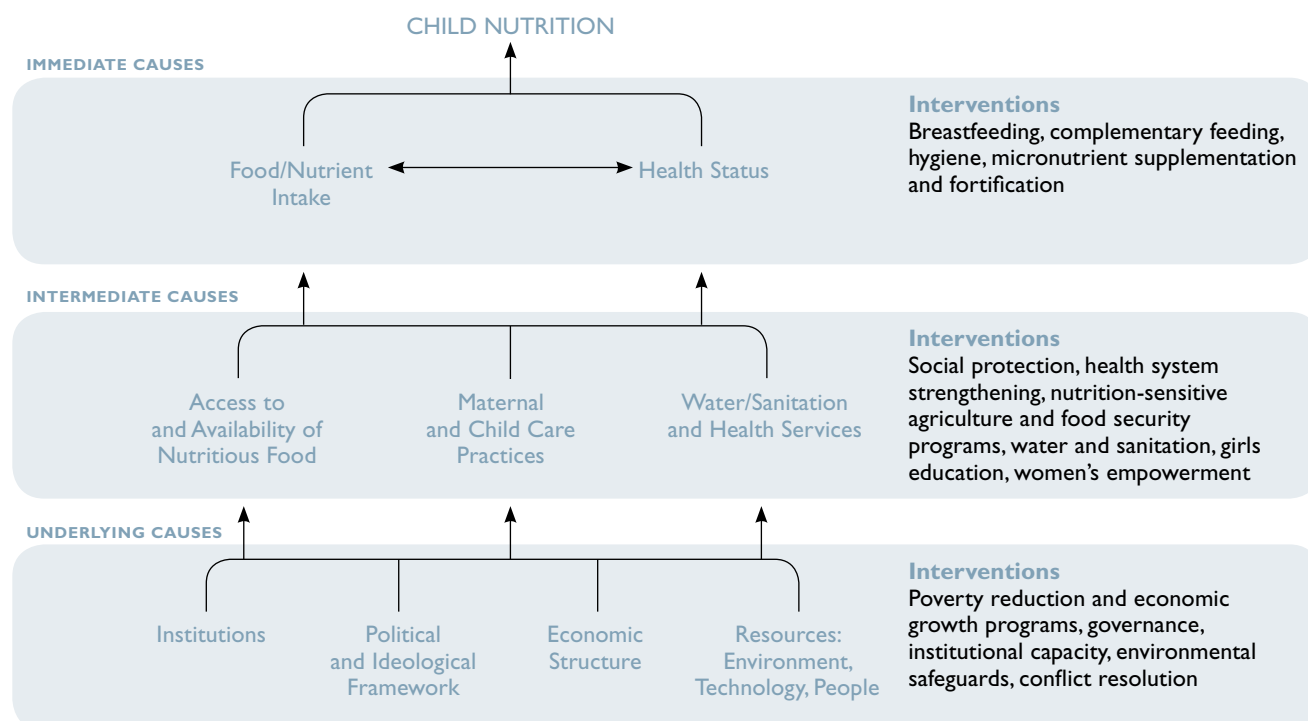 CHILD NUTRITION
IMMEDIATE CAUSES
Food/Nutrient
Intake
Health Status
Interventions
Breastfeeding, complementary feeding,
hygiene, micronutrient supplementation
and fortification
INTERMEDIATE CAUSES
Access to
and Availability of
Nutritious Food
Maternal
and Child Care
Practices
Water/Sanitation
and Health Services
Interventions
Social protection, health system
strengthening, nutrition-sensitive
agriculture and food security
programs, water and sanitation, girls
education, women’s empowerment
UNDERLYING CAUSES
Institutions
Political
and Ideological
Framework
Economic
Structure
Resources:
Environment,
Technology, People
Interventions
Poverty reduction and economic
growth programs, governance,
institutional capacity, environmental
safeguards, conflict resolution